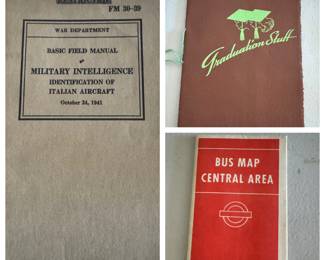 FM 30-39
WAR DEPARTMENT
BASIC FIELD MANUAL
MILITARY INTELLIGENCE
IDENTIFICATION OF
ITALIAN AIRCRAFT
October 24, 1941
Graduation Stuff
BUS MAP
CENTRAL AREA